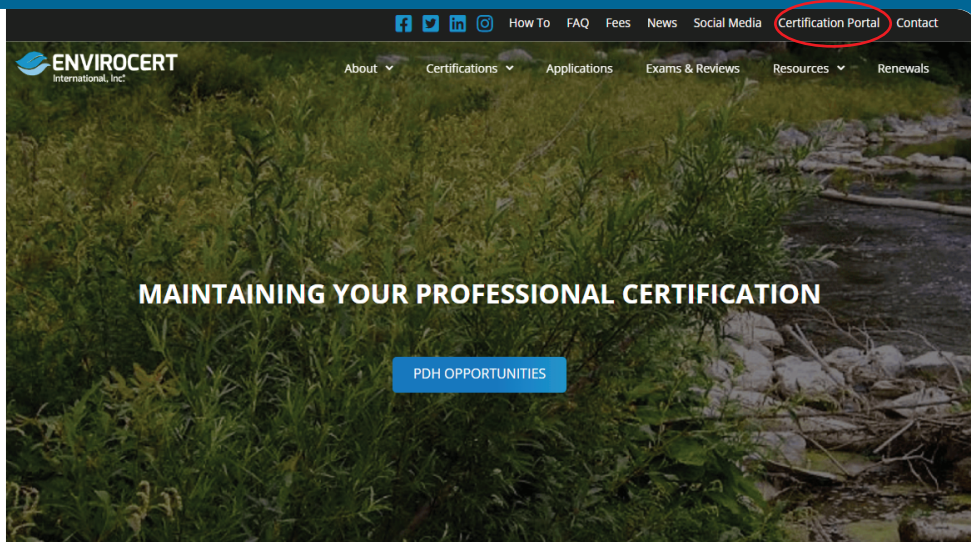 How To FAQ Fees News Social Media Certification Portal Contact
ENVIROCERT
International, Inc.
About Certifications Applications Exams & Reviews Resources Renewals
MAINTAINING YOUR PROFESSIONAL CERTIFICATION
PDH OPPORTUNITIES